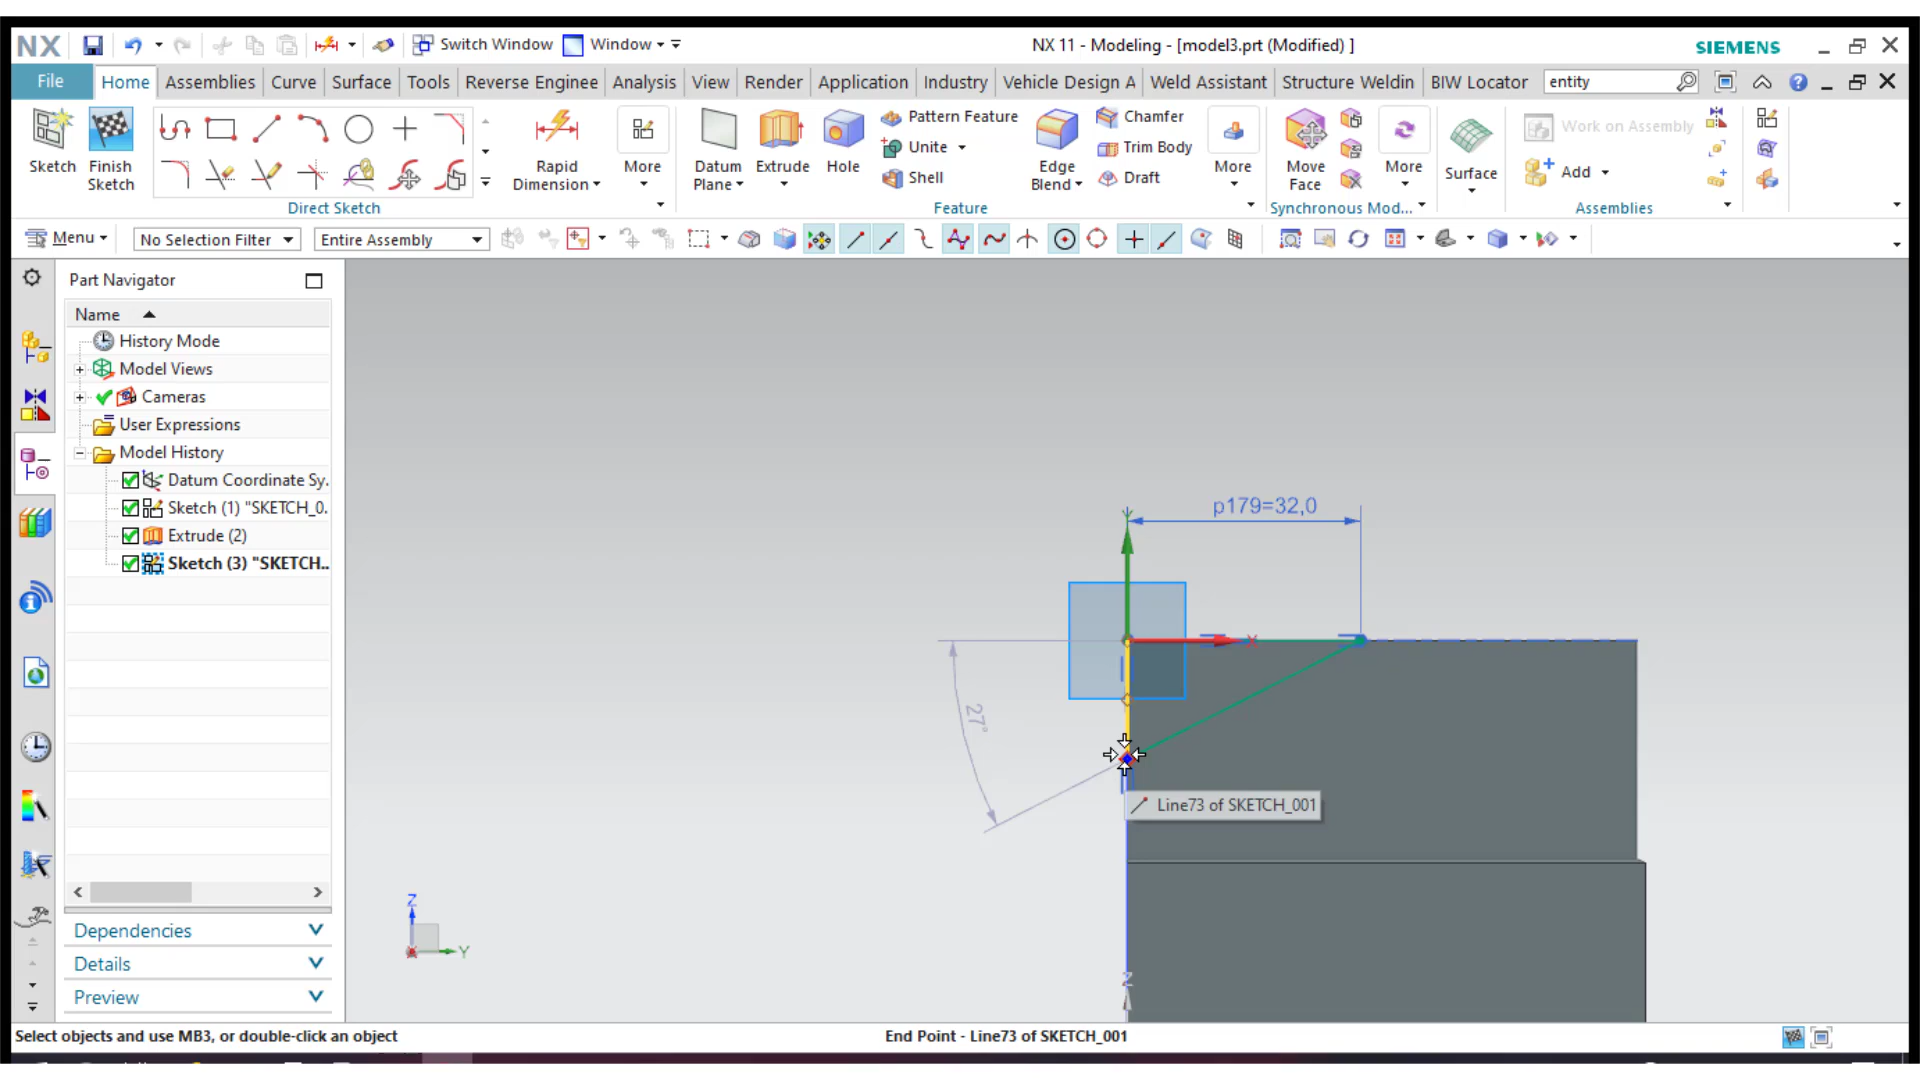 NX Switch Window Window NX 11 - Modeling - [model3.prt (Modified) ] SIEMENS
File Home Assemblies Curve Surface Tools Reverse Enginee Analysis View Render Application Industry Vehicle Design A Weld Assistant Structure Weldin BIW Locator entity
Pattern Feature Chamfer Work on Assembly
Unite Trim Body
Sketch Finish Sketch Rapid Dimension More Datum Plane Extrude Hole Edge Blend More Move Face More Surface Add
Shell Draft
Direct Sketch Feature Synchronous Mod... Assemblies
Menu No Selection Filter Entire Assembly
Part Navigator
Name
History Mode
Model Views
Cameras
User Expressions
Model History
Datum Coordinate Sy.
Sketch (1) "SKETCH_0.
Extrude (2)
Sketch (3) "SKETCH..
Dependencies
Details
Preview
p179=32,0
Y
X
27°
Line73 of SKETCH_001
Z
Y
Z
Select objects and use MB3, or double-click an object End Point - Line73 of SKETCH_001